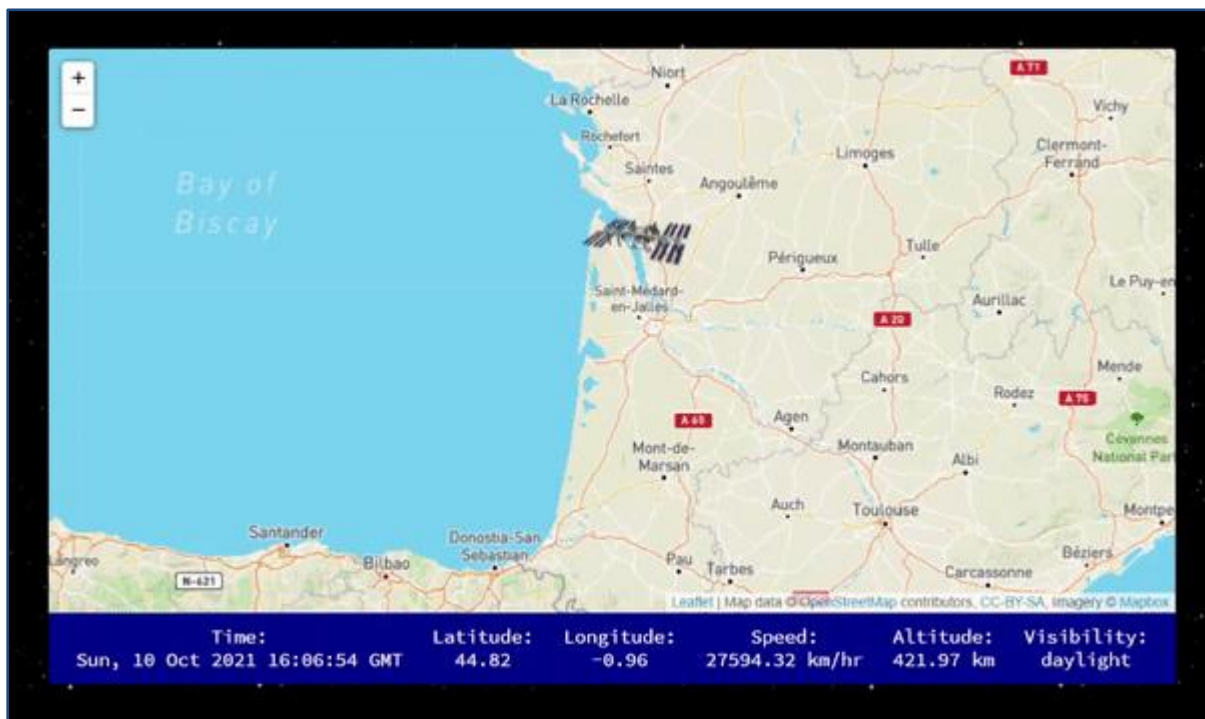 +
−
Niort
A 71
La Rochelle
Vichy
Rochefort
Clermont-
Ferrand
Saintes
Limoges
Angoulême
Bay of
Biscay
Tulle
Périgueux
Le Puy-en
Saint-Médard-
en-Jalles
Aurillac
A 20
Mende
Cahors
Rodez
A 75
Agen
A 65
Cévennes
National Par
Mont-de-
Marsan
Montauban
Albi
Auch
Toulouse
Montpe
Santander
Donostia-San
Sebastian
Béziers
Langreo
Bilbao
Pau
Tarbes
Carcassonne
N-621
Leaflet | Map data © OpenStreetMap contributors, CC-BY-SA, Imagery © Mapbox
Time: Latitude: Longitude: Speed: Altitude: Visibility:
Sun, 10 Oct 2021 16:06:54 GMT 44.82 -0.96 27594.32 km/hr 421.97 km daylight